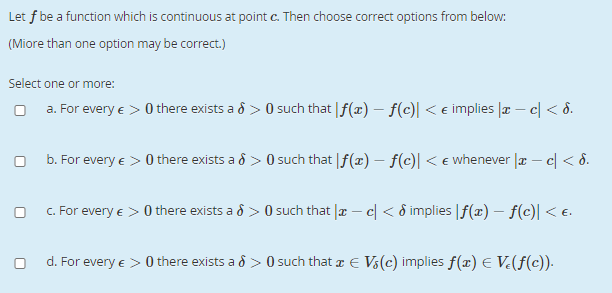 Let f be a function which is continuous at point c. Then choose correct options from below:
(Miore than one option may be correct.)
Select one or more:
a. For every ϵ > 0 there exists a δ > 0 such that |f(x) − f(c)| < ϵ implies |x − c| < δ.
b. For every ϵ > 0 there exists a δ > 0 such that |f(x) − f(c)| < ϵ whenever |x − c| < δ.
c. For every ϵ > 0 there exists a δ > 0 such that |x − c| < δ implies |f(x) − f(c)| < ϵ.
d. For every ϵ > 0 there exists a δ > 0 such that x ∈ V_δ(c) implies f(x) ∈ V_ϵ(f(c)).